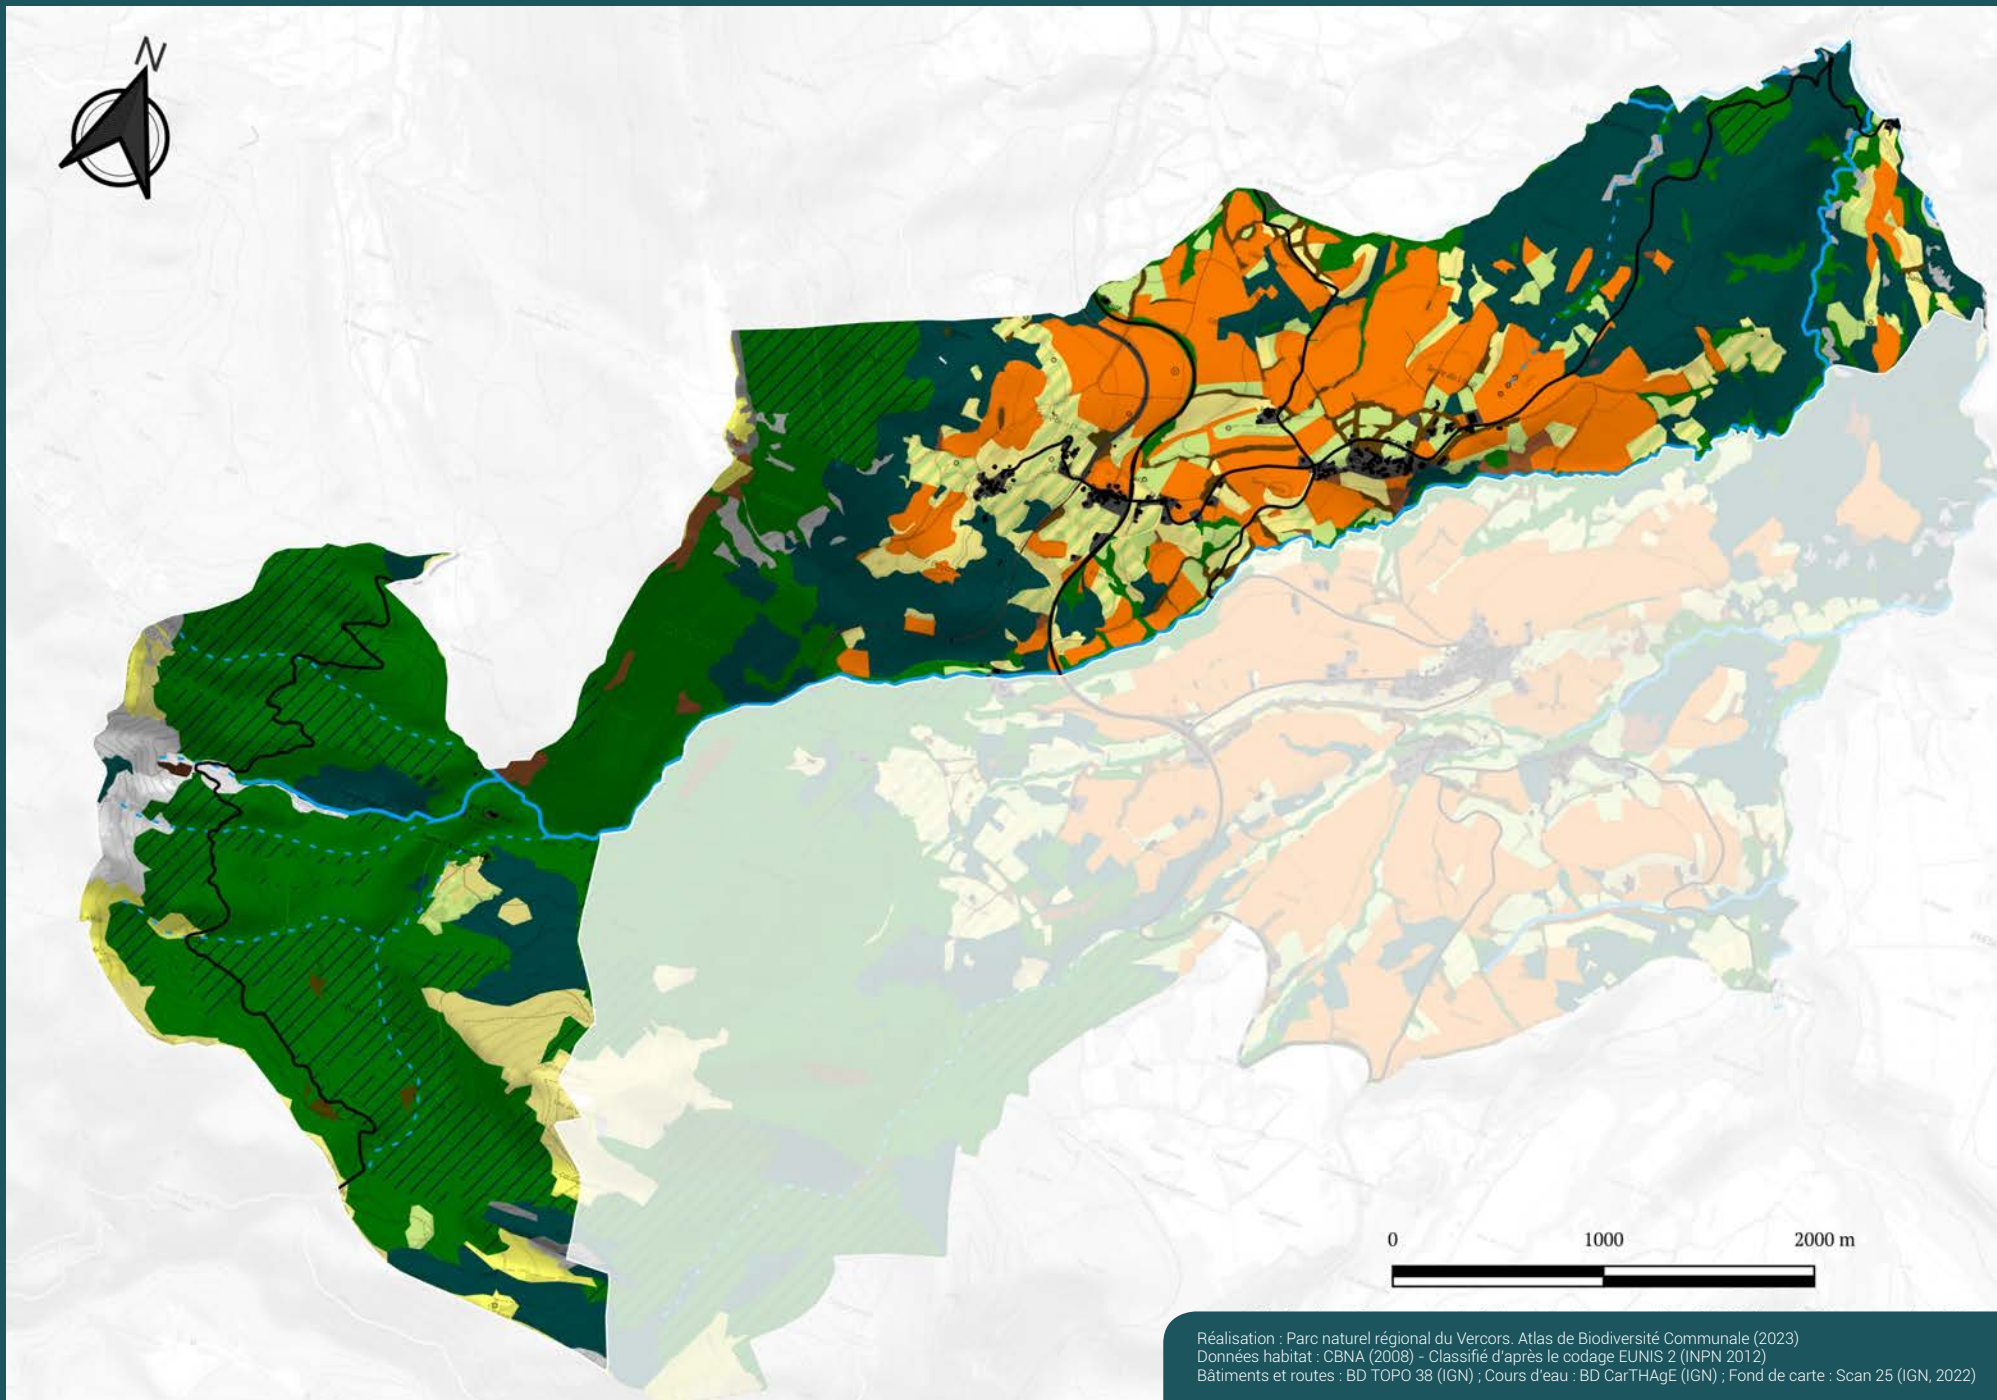 N
0 1000 2000 m
Réalisation : Parc naturel régional du Vercors. Atlas de Biodiversité Communale (2023)
Données habitat : CBNA (2008) - Classifié d'après le codage EUNIS 2 (INPN 2012)
Bâtiments et routes : BD TOPO 38 (IGN) ; Cours d'eau : BD CarTHAgE (IGN) ; Fond de carte : Scan 25 (IGN, 2022)